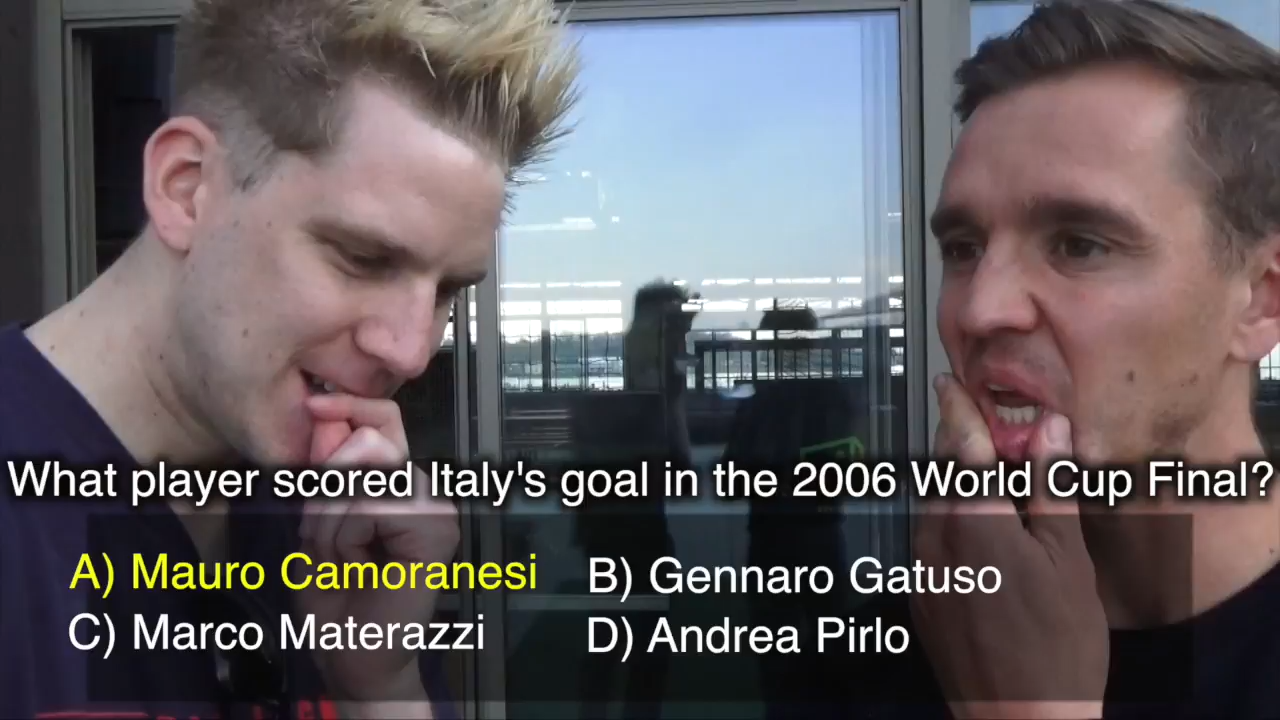 What player scored Italy's goal in the 2006 World Cup Final?
A) Mauro Camoranesi
B) Gennaro Gatuso
C) Marco Materazzi
D) Andrea Pirlo